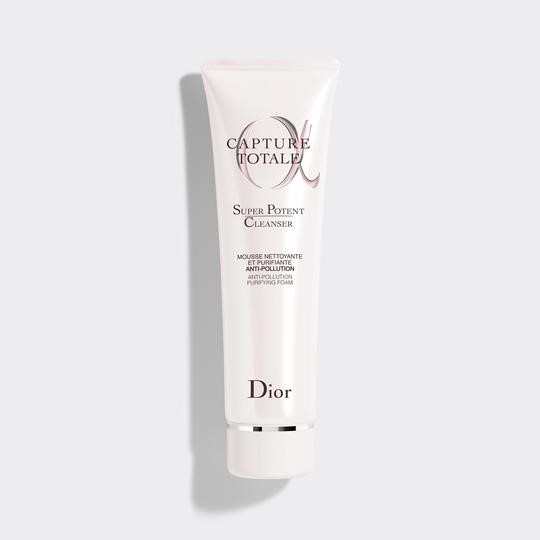 CAPTURE
TOTALE
SUPER POTENT
CLEANSER
MOUSSE NETTOYANTE
ET PURIFIANTE
ANTI-POLLUTION
ANTI-POLLUTION
PURIFYING FOAM
Dior